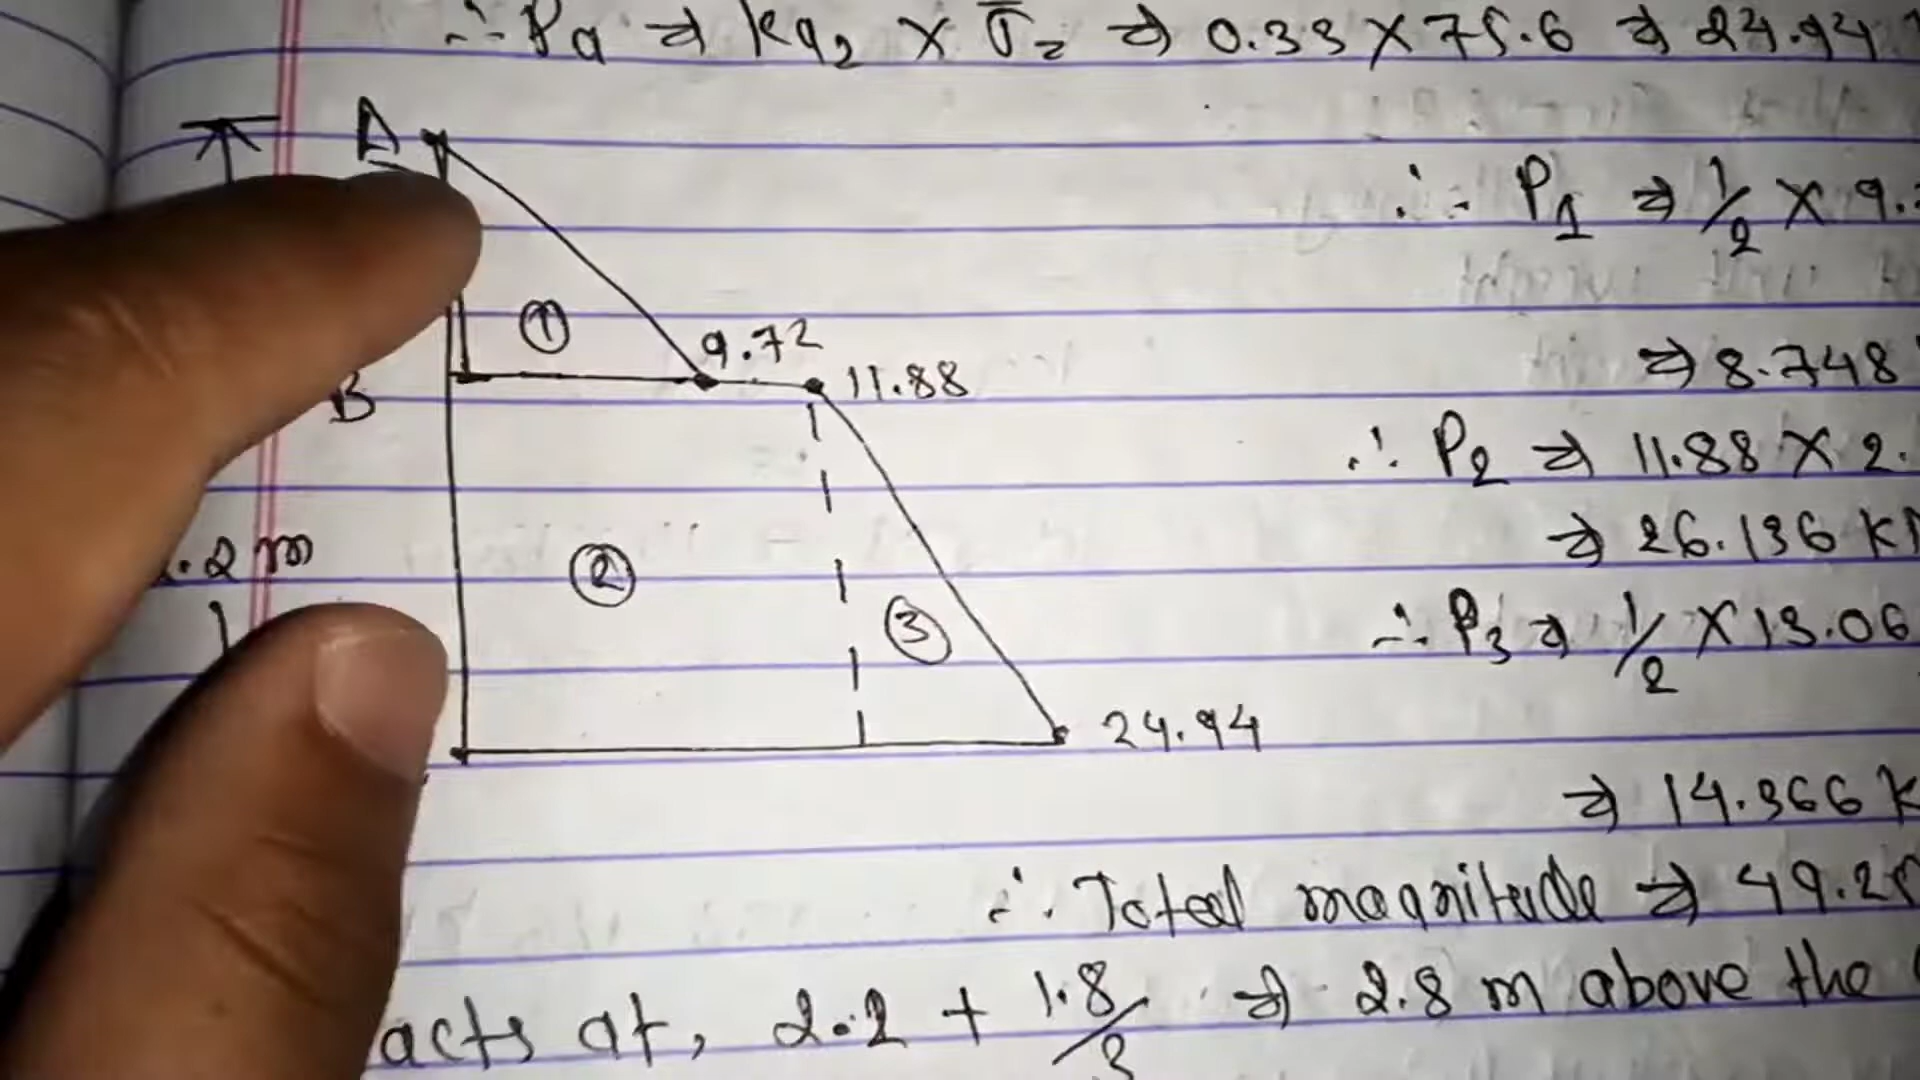 ∴ Pa ⇒ ka2 × σ̅2 ⇒ 0.33 × 75.6 ⇒ 24.94
A
∴ P1 ⇒ 1/2 × 9.
①
9.72
11.88
⇒ 8.748
B
∴ P2 ⇒ 11.88 × 2.
.2 m
②
⇒ 26.136 k
③
∴ P3 ⇒ 1/2 × 13.06
24.94
⇒ 14.366 k
∴ Total magnitude ⇒ 49.2
acts at, 2.2 + 1.8/3 ⇒ 2.8 m above the